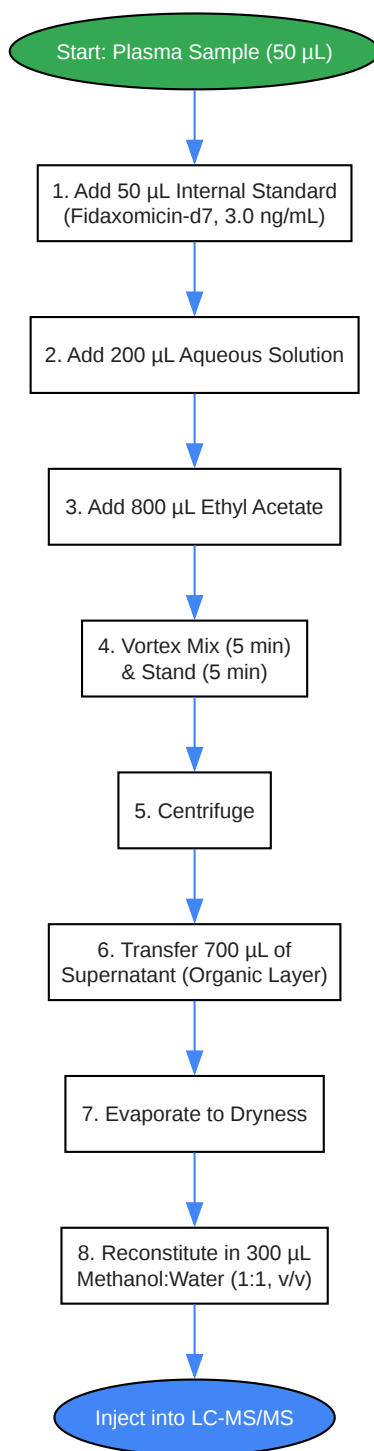 Start: Plasma Sample (50 µL)
1. Add 50 µL Internal Standard
(Fidaxomicin-d7, 3.0 ng/mL)
2. Add 200 µL Aqueous Solution
3. Add 800 µL Ethyl Acetate
4. Vortex Mix (5 min)
& Stand (5 min)
5. Centrifuge
6. Transfer 700 µL of
Supernatant (Organic Layer)
7. Evaporate to Dryness
8. Reconstitute in 300 µL
Methanol:Water (1:1, v/v)
Inject into LC-MS/MS